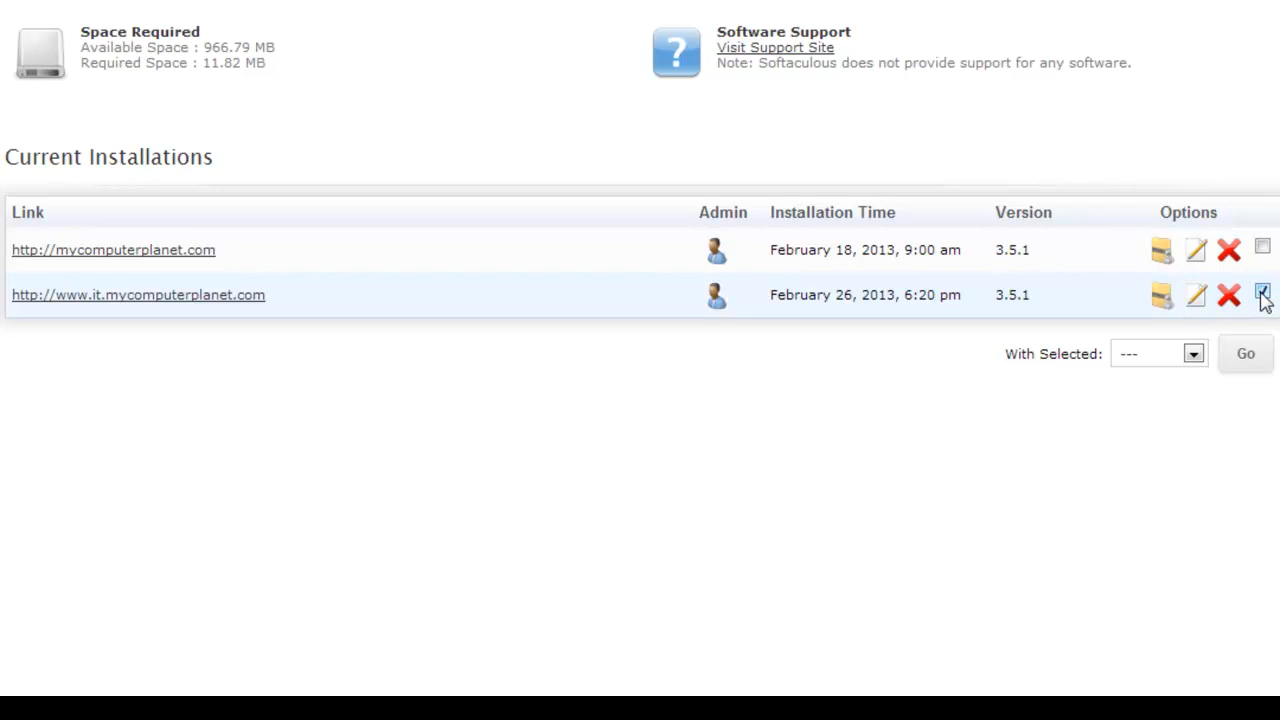 Space Required
Available Space : 966.79 MB
Required Space : 11.82 MB
Software Support
Visit Support Site
Note: Softaculous does not provide support for any software.
Current Installations
Link Admin Installation Time Version Options
http://mycomputerplanet.com February 18, 2013, 9:00 am 3.5.1
http://www.it.mycomputerplanet.com February 26, 2013, 6:20 pm 3.5.1
With Selected: --- Go